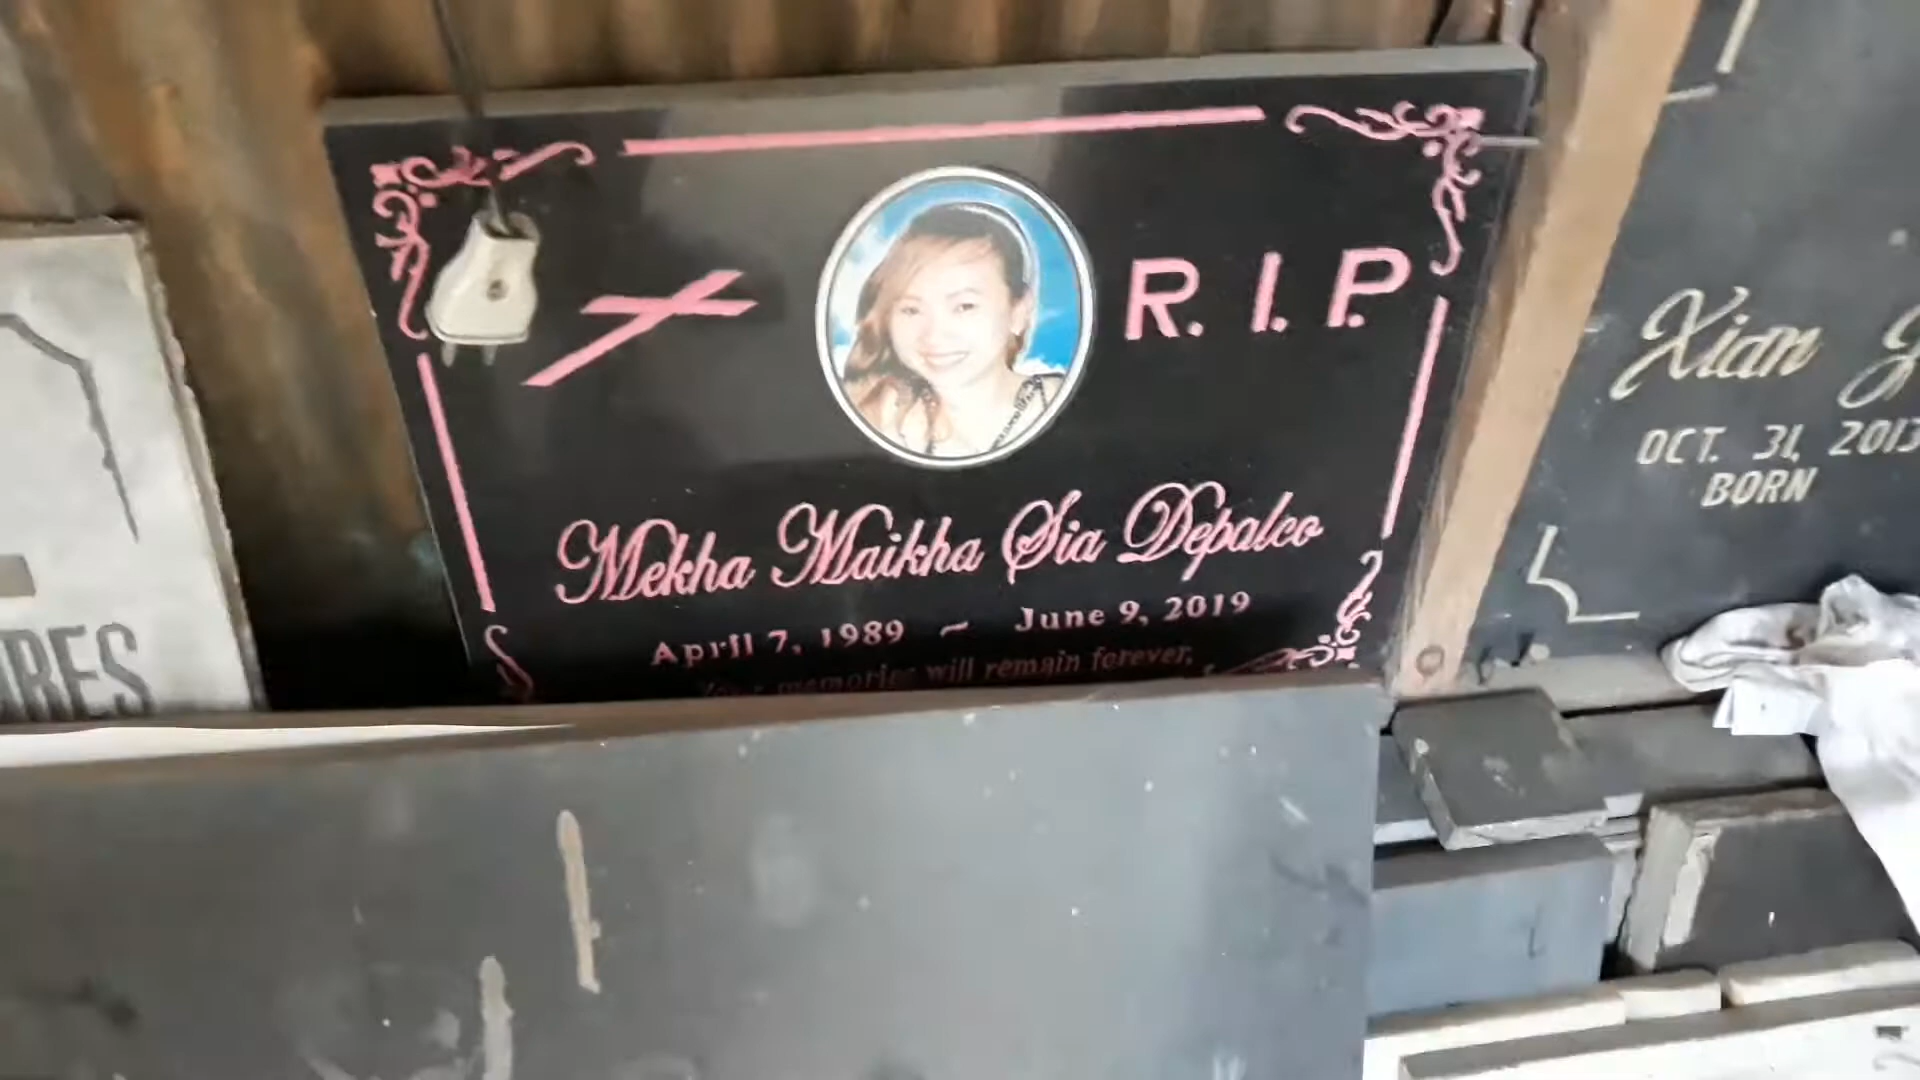 R. I. P.
Mekha Maikha Sia Depalco
April 7, 1989 ~ June 9, 2019
Your memories will remain forever,
Xian
OCT. 31, 2013
BORN